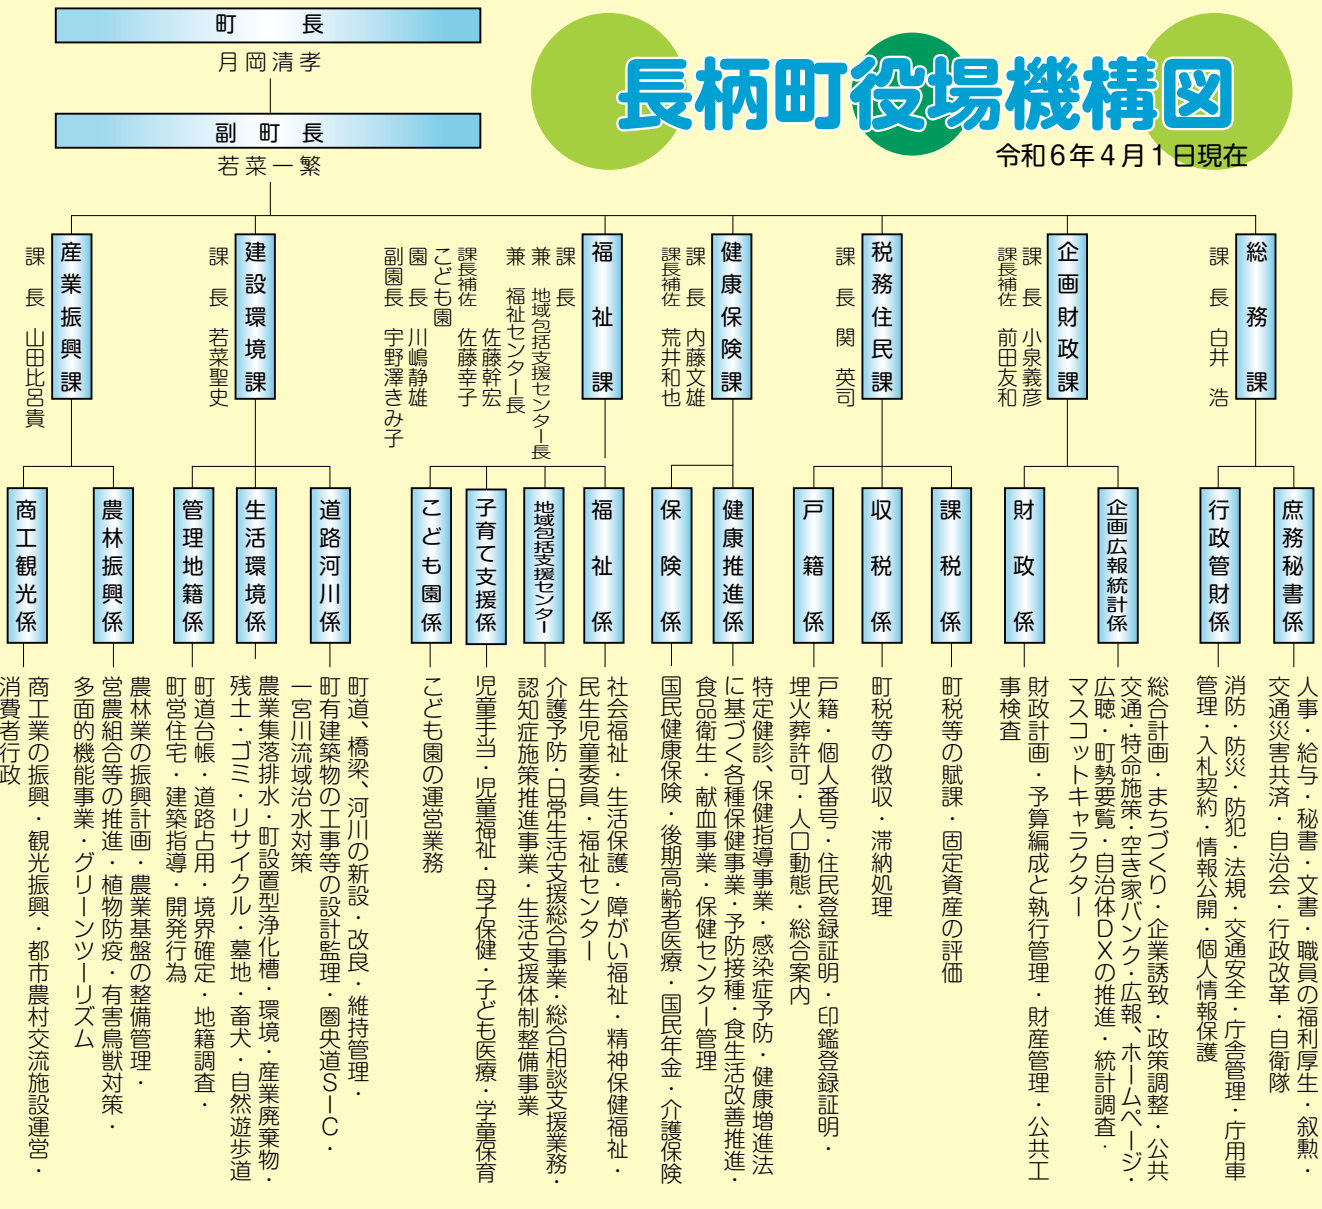 長柄町役場機構図
令和6年4月1日現在
町長
月岡清孝
副町長
若菜一繁
総務課
課長 白井 浩
庶務秘書係
人事・給与・秘書・文書・職員の福利厚生・叙勲・
交通災害共済・自治会・行政改革・自衛隊
行政管財係
消防・防災・防犯・法規・交通安全・庁舎管理・庁用車
管理・入札契約・情報公開・個人情報保護
企画財政課
課長 小泉義彦
課長補佐 前田友和
企画広報統計係
総合計画・まちづくり・企業誘致・政策調整・公共
交通・特命施策・空き家バンク・広報、ホームページ・
広聴・町勢要覧・自治体DXの推進・統計調査・
マスコットキャラクター
財政係
財政計画・予算編成と執行管理・財産管理・公共工
事検査
税務住民課
課長 関 英司
課税係
町税等の賦課・固定資産の評価
収税係
町税等の徴収・滞納処理
戸籍係
戸籍・個人番号・住民登録証明・印鑑登録証明・
埋火葬許可・人口動態・総合案内
健康保険課
課長 内藤文雄
課長補佐 荒井和也
健康推進係
特定健診、保健指導事業・感染症予防・健康増進法
に基づく各種保健事業・予防接種・食生活改善推進・
食品衛生・献血事業・保健センター管理
保険係
国民健康保険・後期高齢者医療・国民年金・介護保険
福祉課
課長
兼 地域包括支援センター長
兼 福祉センター長
佐藤幹宏
課長補佐 佐藤幸子
こども園
園長 川嶋静雄
副園長 宇野澤きみ子
福祉係
社会福祉・生活保護・障がい福祉・精神保健福祉・
民生児童委員・福祉センター
地域包括支援センター
介護予防・日常生活支援総合事業・総合相談支援業務・
認知症施策推進事業・生活支援体制整備事業
子育て支援係
児童手当・児童福祉・母子保健・子ども医療・学童保育
こども園係
こども園の運営業務
建設環境課
課長 若菜聖史
道路河川係
町道、橋梁、河川の新設・改良・維持管理・
町有建築物の工事等の設計監理・圏央道SIC・
一宮川流域治水対策
生活環境係
農業集落排水・町設置型浄化槽・環境・産業廃棄物・
残土・ゴミ・リサイクル・墓地・畜犬・自然遊歩道
管理地籍係
町道台帳・道路占用・境界確定・地籍調査・
町営住宅・建築指導・開発行為
産業振興課
課長 山田比呂貴
農林振興係
農林業の振興計画・農業基盤の整備管理・
営農組合等の推進・植物防疫・有害鳥獣対策・
多面的機能事業・グリーンツーリズム
商工観光係
商工業の振興・観光振興・都市農村交流施設運営・
消費者行政